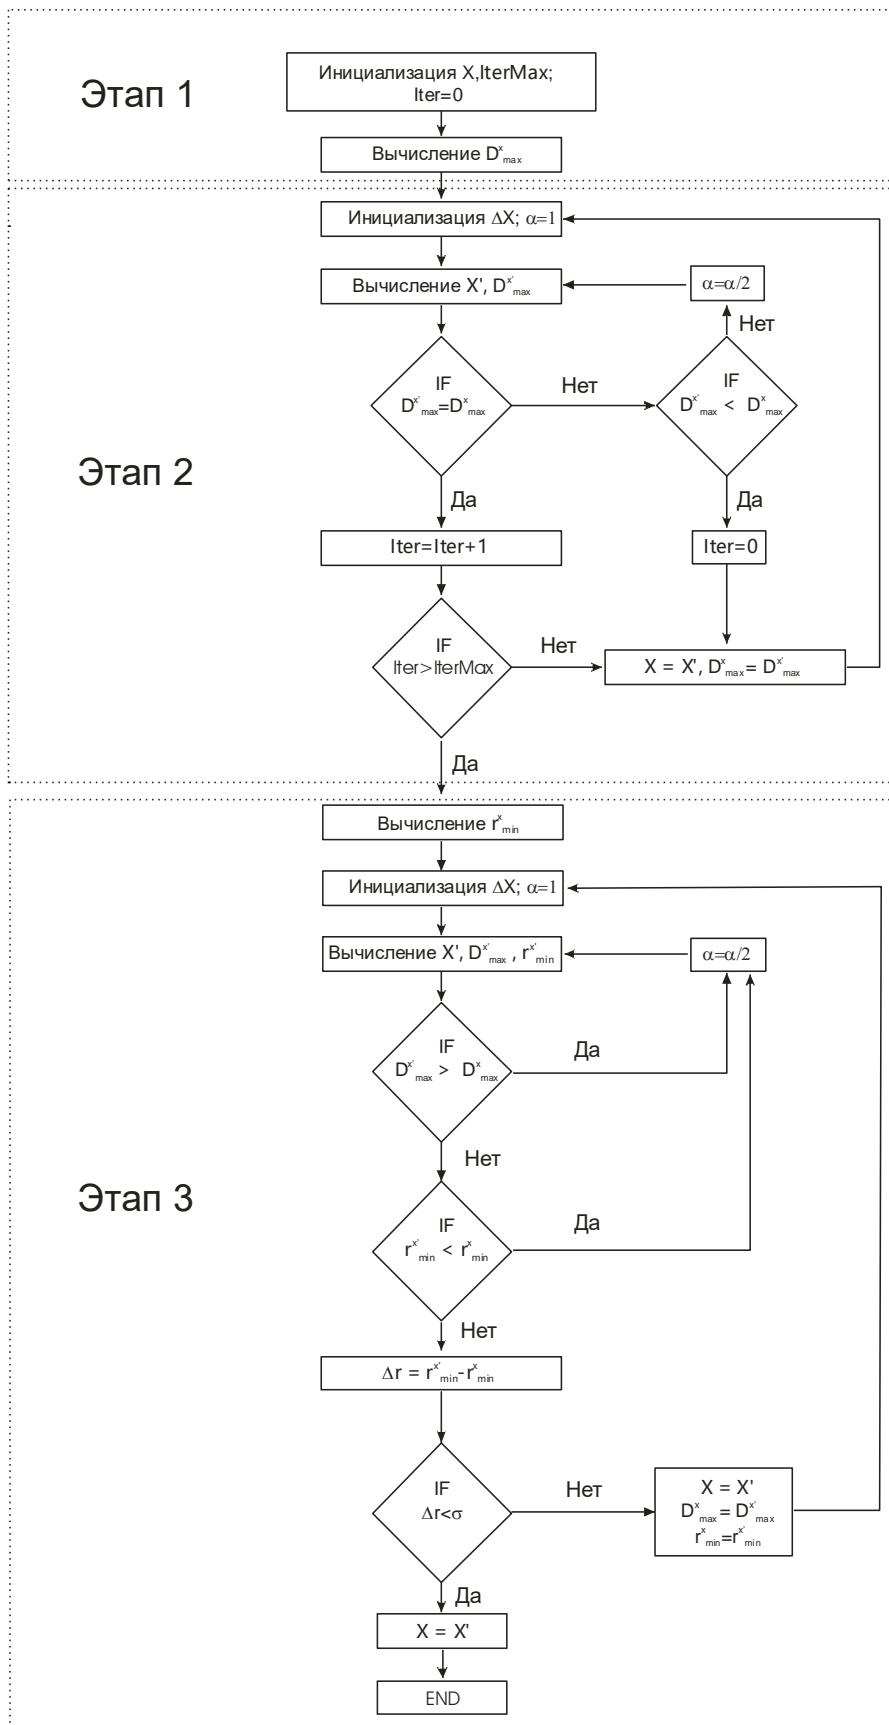 Этап 1
Инициализация X,IterMax;
Iter=0
Вычисление D^x_max
Этап 2
Инициализация ΔX; α=1
Вычисление X', D^x'_max
α=α/2
Нет
IF
D^x'_max=D^x_max
Нет
IF
D^x'_max < D^x_max
Да
Да
Iter=Iter+1
Iter=0
IF
Iter>IterMax
Нет
X = X', D^x_max= D^x'_max
Да
Этап 3
Вычисление r^x_min
Инициализация ΔX; α=1
Вычисление X', D^x'_max , r^x'_min
α=α/2
IF
D^x'_max > D^x_max
Да
Нет
IF
r^x'_min < r^x_min
Да
Нет
Δr = r^x'_min-r^x_min
IF
Δr<σ
Нет
X = X'
D^x_max= D^x'_max
r^x_min=r^x'_min
Да
X = X'
END